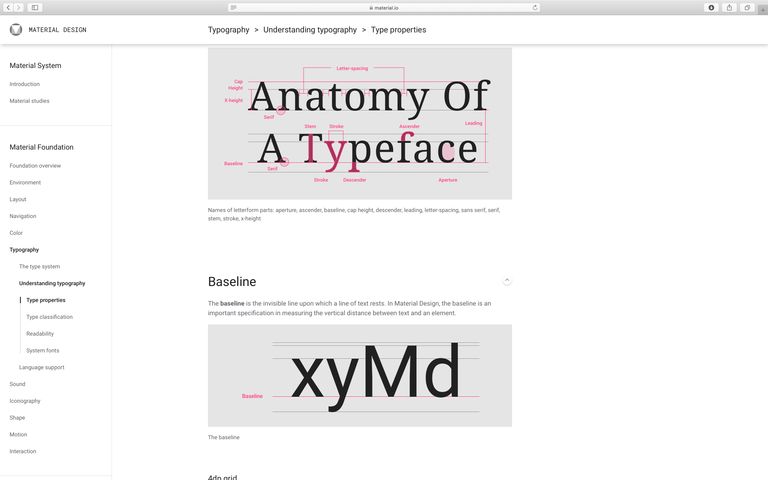 material.io
MATERIAL DESIGN
Typography > Understanding typography > Type properties
Material System
Introduction
Material studies
Material Foundation
Foundation overview
Environment
Layout
Navigation
Color
Typography
The type system
Understanding typography
Type properties
Type classification
Readability
System fonts
Language support
Sound
Iconography
Shape
Motion
Interaction
Letter-spacing
Cap
Height
X-height
Anatomy Of
Serif
Leading
Stem
Stroke
Ascender
A Typeface
Baseline
Serif
Stroke
Descender
Aperture
Names of letterform parts: aperture, ascender, baseline, cap height, descender, leading, letter-spacing, sans serif, serif,
stem, stroke, x-height
Baseline
The baseline is the invisible line upon which a line of text rests. In Material Design, the baseline is an
important specification in measuring the vertical distance between text and an element.
xyMd
Baseline
The baseline
4dp grid